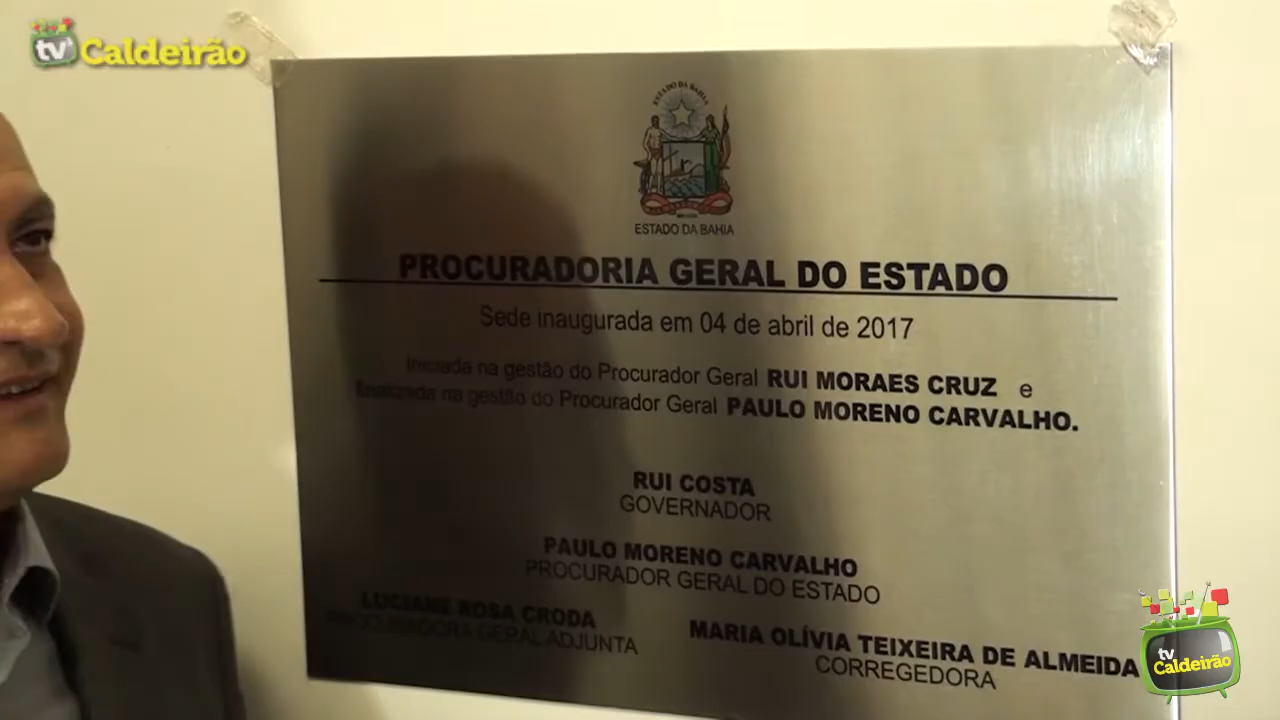 tv Caldeirão
ESTADO DA BAHIA
ESTADO DA BAHIA
PROCURADORIA GERAL DO ESTADO
Sede inaugurada em 04 de abril de 2017
Iniciada na gestão do Procurador Geral RUI MORAES CRUZ e
finalizada na gestão do Procurador Geral PAULO MORENO CARVALHO.
RUI COSTA
GOVERNADOR
PAULO MORENO CARVALHO
PROCURADOR GERAL DO ESTADO
LUCIANE ROSA CRODA
PROCURADORA GERAL ADJUNTA
MARIA OLÍVIA TEIXEIRA DE ALMEIDA
CORREGEDORA
tv
Caldeirão